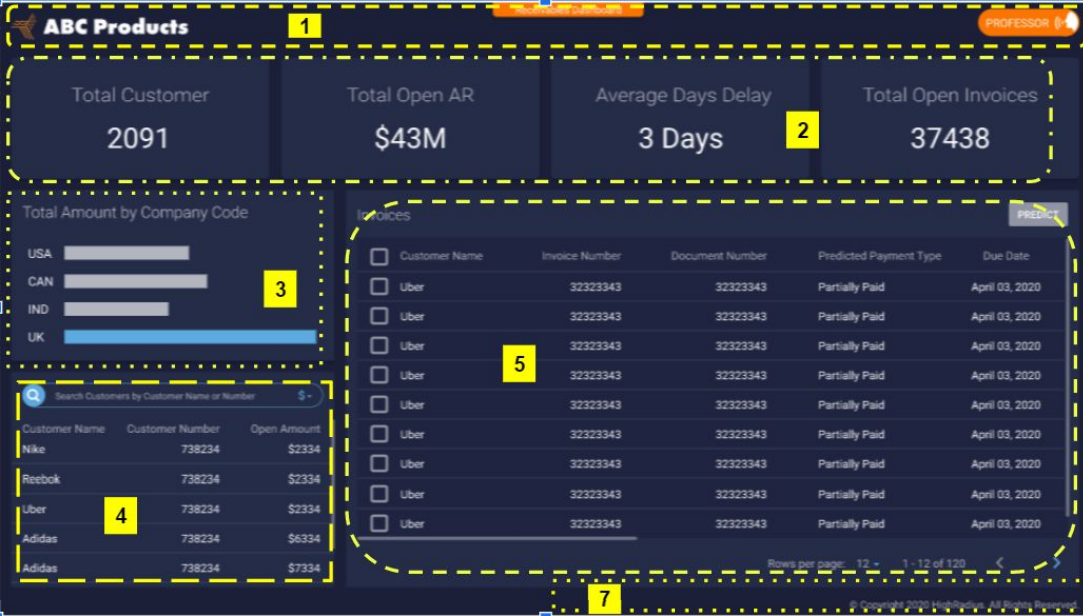 Receivables Dashboard
ABC Products
1
PROFESSOR
Total Customer
2091
Total Open AR
$43M
Average Days Delay
3 Days
2
Total Open Invoices
37438
Total Amount by Company Code
USA
CAN
IND
UK
3
Search Customers by Customer Name or Number $-
Customer Name Customer Number Open Amount
Nike 738234 $2334
Reebok 738234 $2334
Uber 738234 $2334
Adidas 738234 $6334
Adidas 738234 $7334
4
Invoices
PREDICT
Customer Name Invoice Number Document Number Predicted Payment Type Due Date
Uber 32323343 32323343 Partially Paid April 03, 2020
Uber 32323343 32323343 Partially Paid April 03, 2020
Uber 32323343 32323343 Partially Paid April 03, 2020
Uber 32323343 32323343 Partially Paid April 03, 2020
Uber 32323343 32323343 Partially Paid April 03, 2020
Uber 32323343 32323343 Partially Paid April 03, 2020
Uber 32323343 32323343 Partially Paid April 03, 2020
Uber 32323343 32323343 Partially Paid April 03, 2020
Uber 32323343 32323343 Partially Paid April 03, 2020
5
Rows per page: 12 1 - 12 of 120
7
© Copyright 2020 HighRadius. All Rights Reserved